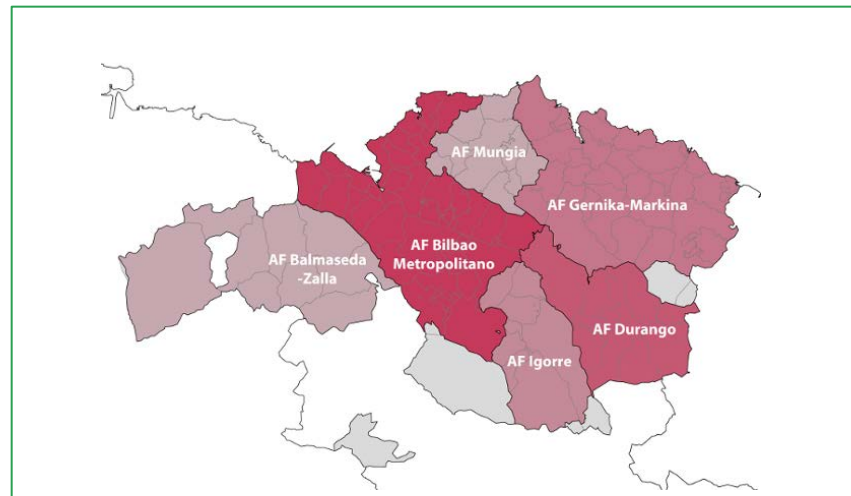 AF Mungia
AF Gernika-Markina
AF Bilbao
Metropolitano
AF Balmaseda
-Zalla
AF Durango
AF Igorre